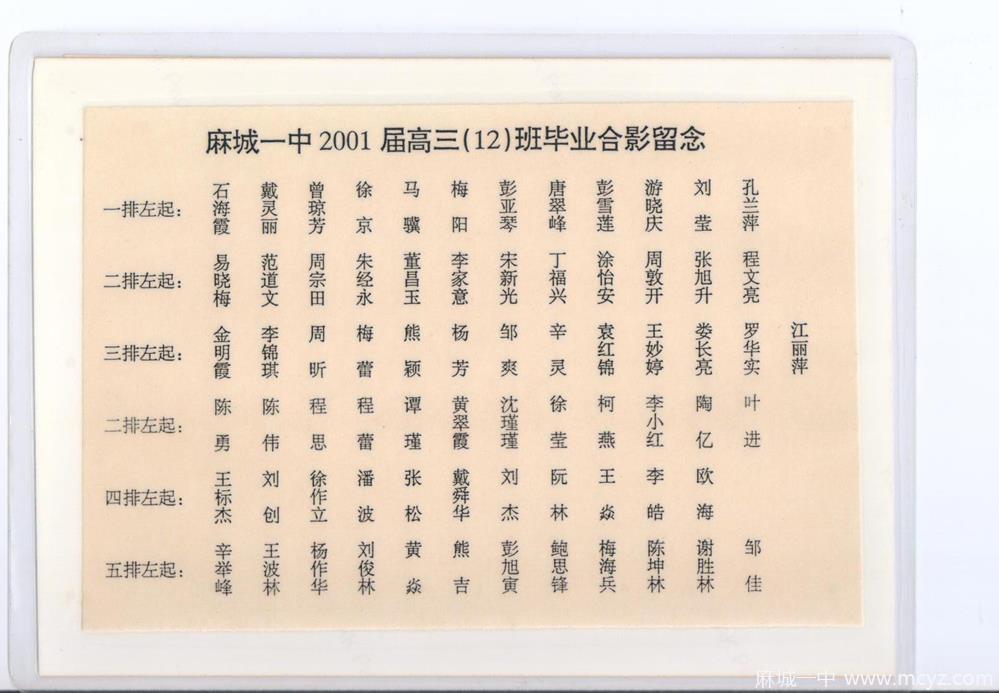 麻城一中 2001 届高三(12)班毕业合影留念
一排左起: 石海霞 戴灵丽 曾琼芳 徐京 马骥 梅阳 彭亚琴 唐翠峰 彭雪莲 游晓庆 刘莹 孔兰萍
二排左起: 易晓梅 范道文 周宗田 朱经永 董昌玉 李家意 宋新光 丁福兴 涂怡安 周敦开 张旭升 程文亮
三排左起: 金明霞 李锦琪 周昕 梅蕾 熊颖 杨芳 邹爽 辛灵 袁红锦 王妙婷 娄长亮 罗华实 江丽萍
二排左起: 陈勇 陈伟 程思 程蕾 谭瑾 黄翠霞 沈瑾瑾 徐莹 柯燕 李小红 陶亿 叶进
四排左起: 王标杰 刘创 徐作立 潘波 张松 戴舜华 刘杰 阮林 王焱 李皓 欧海
五排左起: 辛举峰 王波林 杨作华 刘俊林 黄焱 熊吉 彭旭寅 鲍思锋 梅海兵 陈坤林 谢胜林 邹佳
麻城一中 www.mcyz.com